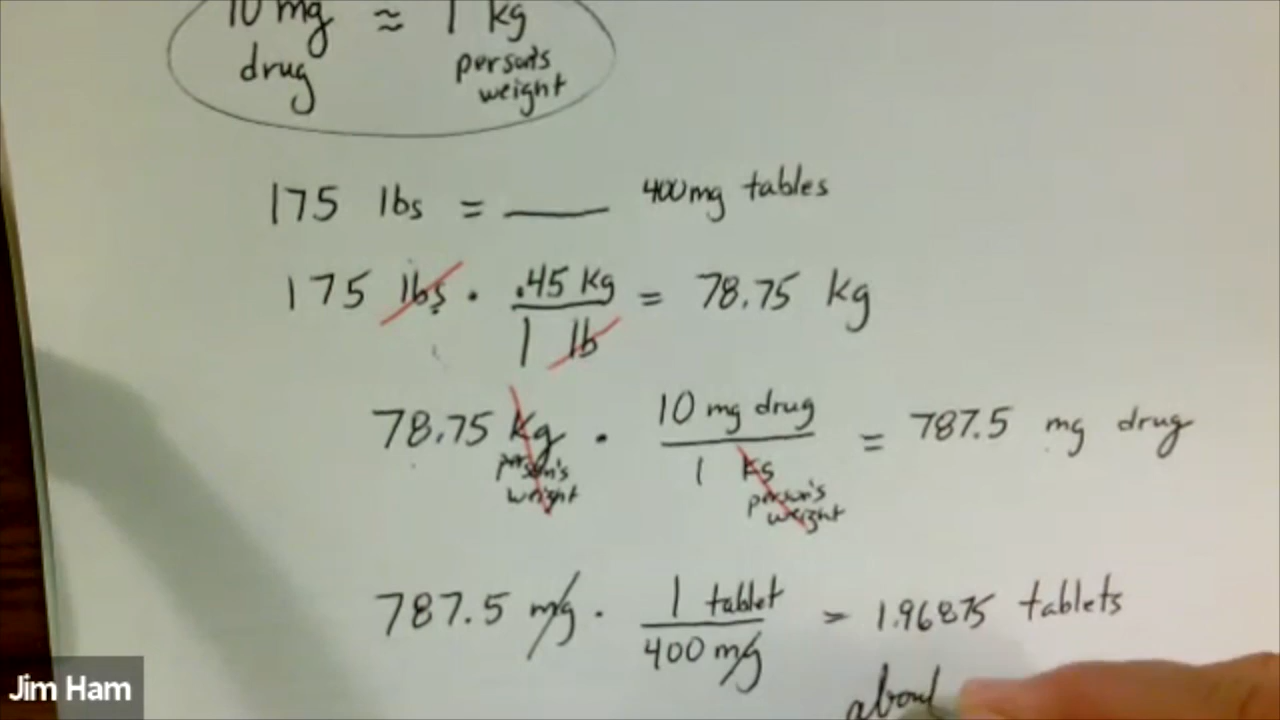 10 mg ≈ 1 kg
drug person's
weight
175 lbs = ___ 400mg tables
175 lbs · .45 kg / 1 lb = 78.75 kg
78.75 kg person's weight · 10 mg drug / 1 kg person's weight = 787.5 mg drug
787.5 mg · 1 tablet / 400 mg = 1.96875 tablets
about
Jim Ham